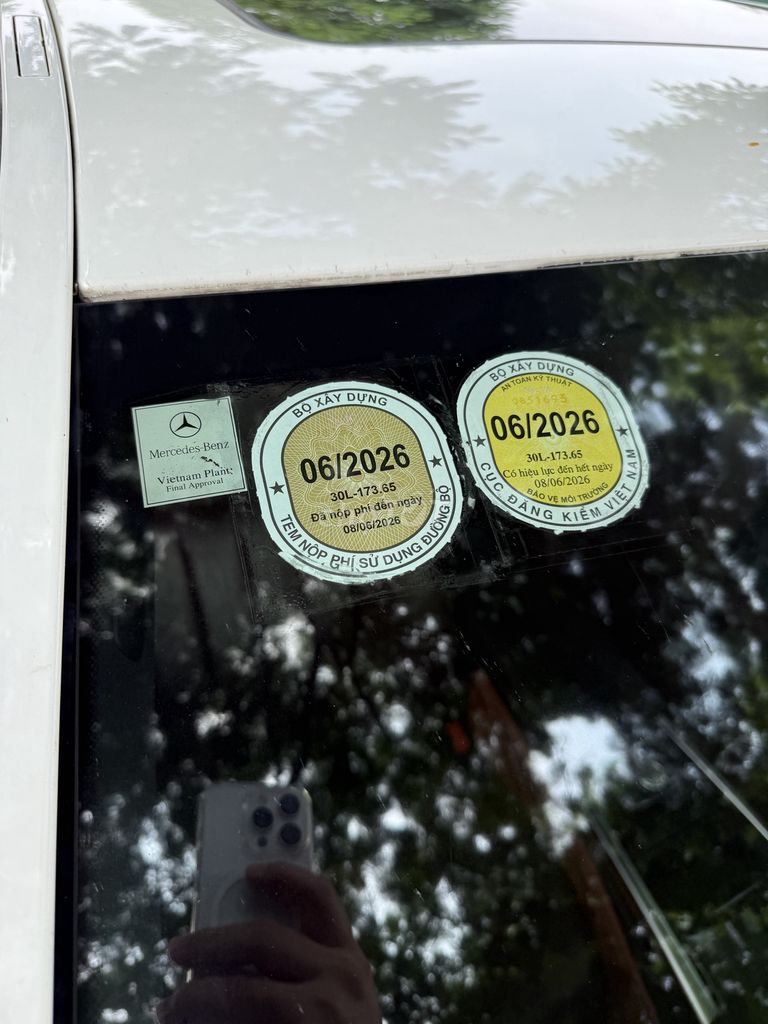 Mercedes-Benz
Vietnam Plant
Final Approval
BỘ XÂY DỰNG
06/2026
30L-173.65
Đã nộp phí đến ngày
08/06/2026
TEM NỘP PHÍ SỬ DỤNG ĐƯỜNG BỘ
BỘ XÂY DỰNG
AN TOÀN KỸ THUẬT
06/2026
30L-173.65
Có hiệu lực đến hết ngày
08/06/2026
BẢO VỆ MÔI TRƯỜNG
CỤC ĐĂNG KIỂM VIỆT NAM